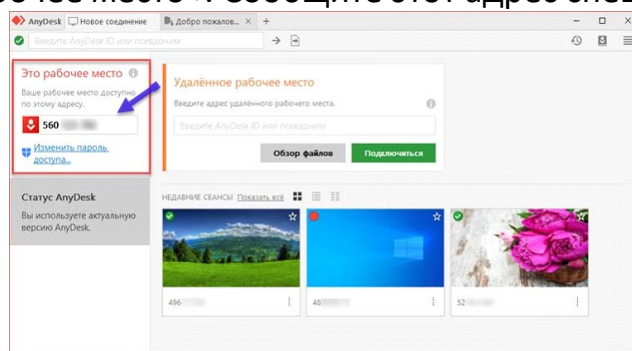 AnyDesk Новое соединение Добро пожалов... × +
Введите AnyDesk ID или псевдоним
Это рабочее место
Ваше рабочее место доступно
по этому адресу.
560
Изменить пароль
доступа...
Статус AnyDesk
Вы используете актуальную
версию AnyDesk.
Удалённое рабочее место
Введите адрес удалённого рабочего места.
Введите AnyDesk ID или псевдоним
Обзор файлов Подключиться
НЕДАВНИЕ СЕАНСЫ Показать всё
496
48
52